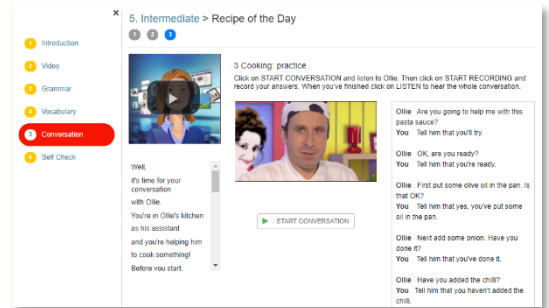 ×
5. Intermediate > Recipe of the Day
1 2 3
1 Introduction
2 Video
3 Grammar
4 Vocabulary
5 Conversation
6 Self Check
Well,
it's time for your
conversation
with Ollie.
You're in Ollie's kitchen
as his assistant
and you're helping him
to cook something!
Before you start,
3 Cooking: practice
Click on START CONVERSATION and listen to Ollie. Then click on START RECORDING and
record your answers. When you've finished click on LISTEN to hear the whole conversation.
START CONVERSATION
Ollie Are you going to help me with this
pasta sauce?
You Tell him that you'll try.
Ollie OK, are you ready?
You Tell him that you're ready.
Ollie First put some olive oil in the pan. Is
that OK?
You Tell him that yes, you've put some
oil in the pan.
Ollie Next add some onion. Have you
done it?
You Tell him that you've done it.
Ollie Have you added the chilli?
You Tell him that you haven't added the
chilli.